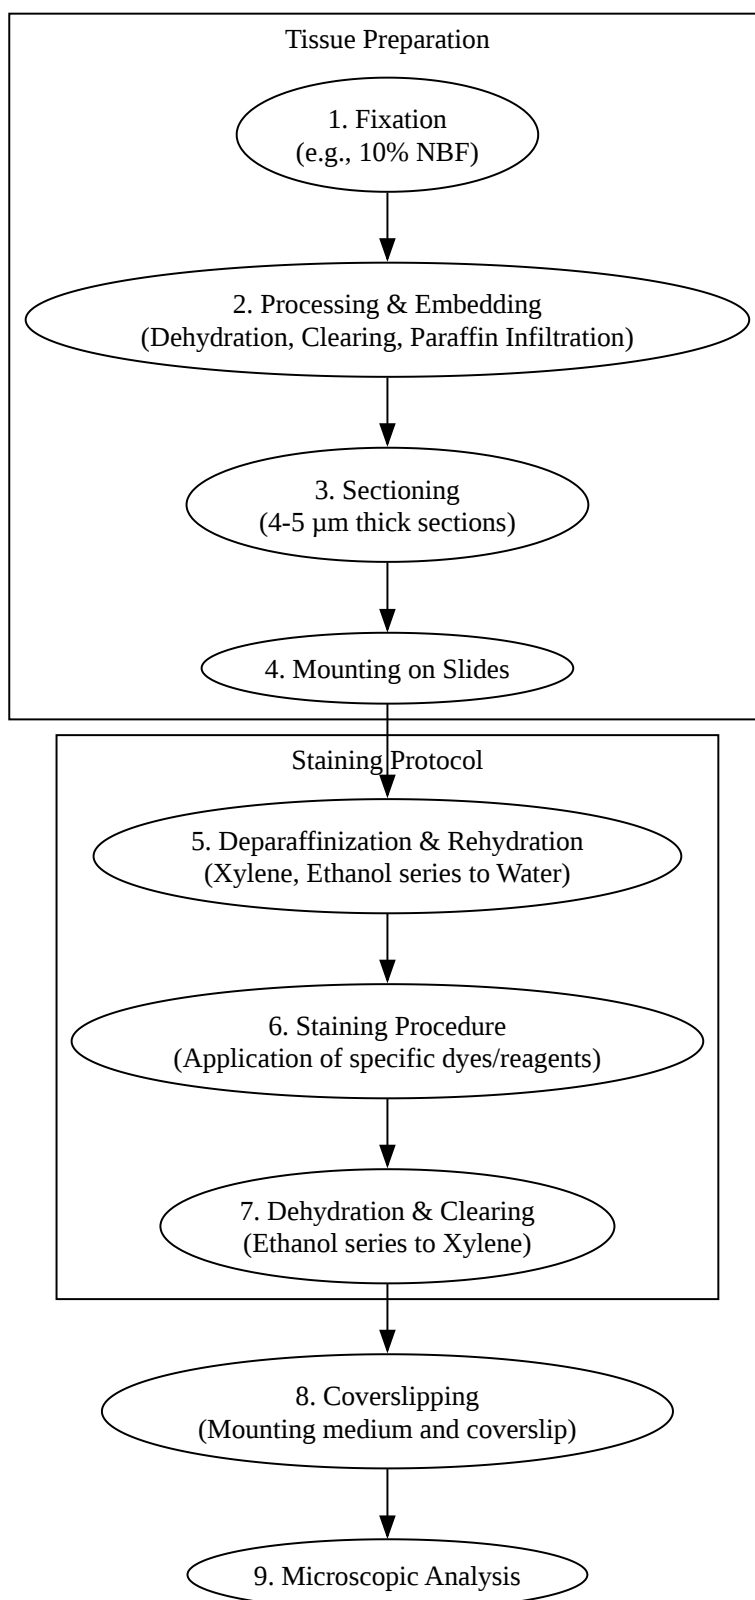 Tissue Preparation
1. Fixation
(e.g., 10% NBF)
2. Processing & Embedding
(Dehydration, Clearing, Paraffin Infiltration)
3. Sectioning
(4-5 µm thick sections)
4. Mounting on Slides
Staining Protocol
5. Deparaffinization & Rehydration
(Xylene, Ethanol series to Water)
6. Staining Procedure
(Application of specific dyes/reagents)
7. Dehydration & Clearing
(Ethanol series to Xylene)
8. Coverslipping
(Mounting medium and coverslip)
9. Microscopic Analysis